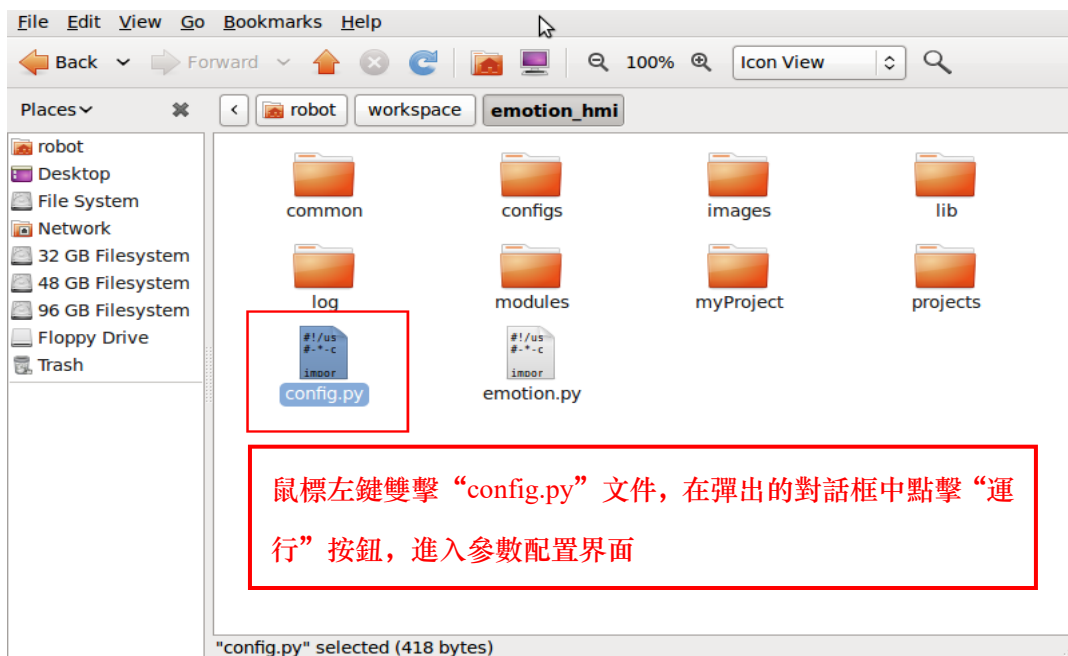 File Edit View Go Bookmarks Help
Back Forward 100% Icon View
Places robot workspace emotion_hmi
robot
Desktop
File System
Network
32 GB Filesystem
48 GB Filesystem
96 GB Filesystem
Floppy Drive
Trash
common configs images lib
log modules myProject projects
#!/us #!/us
#-*-c #-*-c
impor impor
config.py emotion.py
鼠標左鍵雙擊“config.py”文件，在彈出的對話框中點擊“運
行”按鈕，進入參數配置界面
"config.py" selected (418 bytes)